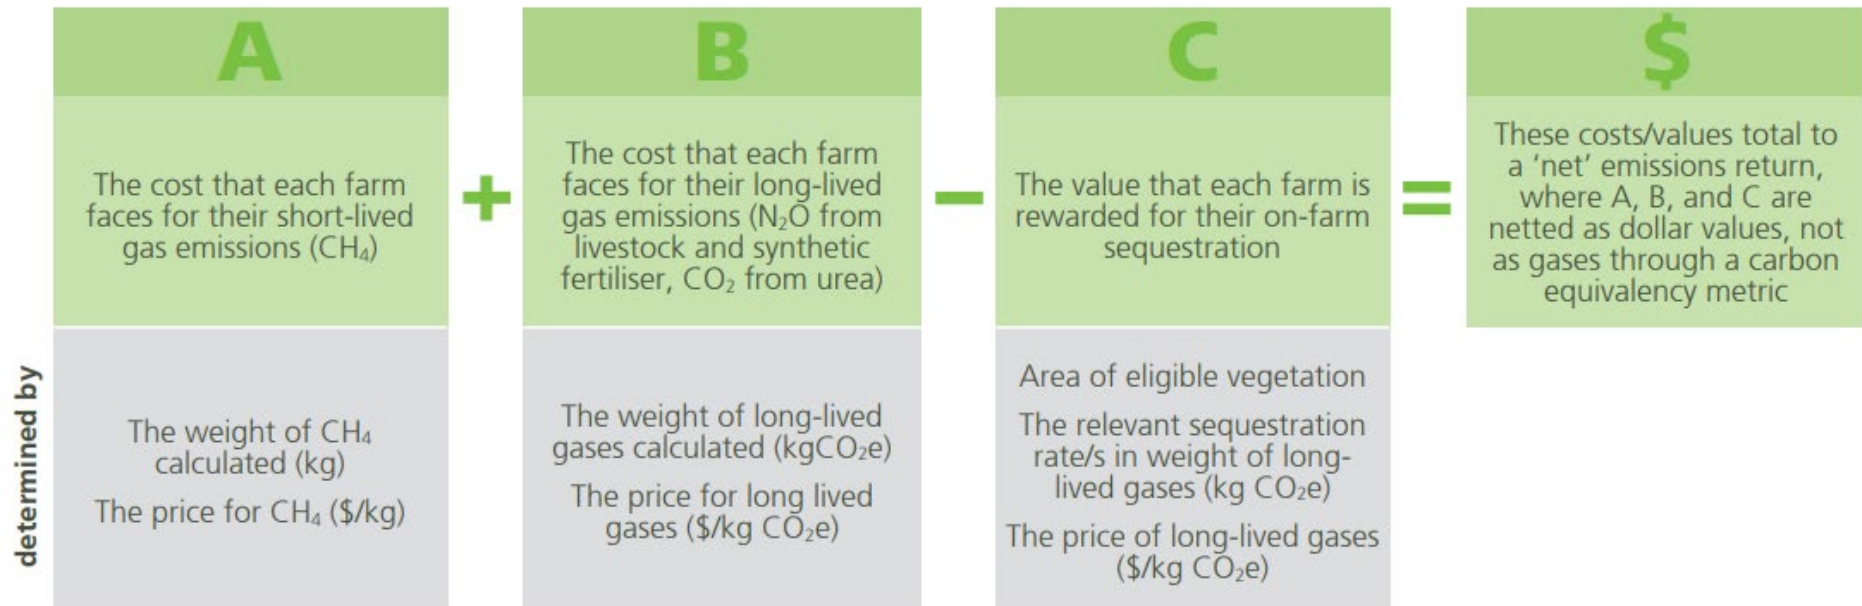 A
The cost that each farm
faces for their short-lived
gas emissions (CH₄)
+
B
The cost that each farm
faces for their long-lived
gas emissions (N₂O from
livestock and synthetic
fertiliser, CO₂ from urea)
−
C
The value that each farm is
rewarded for their on-farm
sequestration
=
$
These costs/values total to
a ‘net’ emissions return,
where A, B, and C are
netted as dollar values, not
as gases through a carbon
equivalency metric
determined by
The weight of CH₄
calculated (kg)
The price for CH₄ ($/kg)
The weight of long-lived
gases calculated (kgCO₂e)
The price for long lived
gases ($/kg CO₂e)
Area of eligible vegetation
The relevant sequestration
rate/s in weight of long-
lived gases (kg CO₂e)
The price of long-lived gases
($/kg CO₂e)